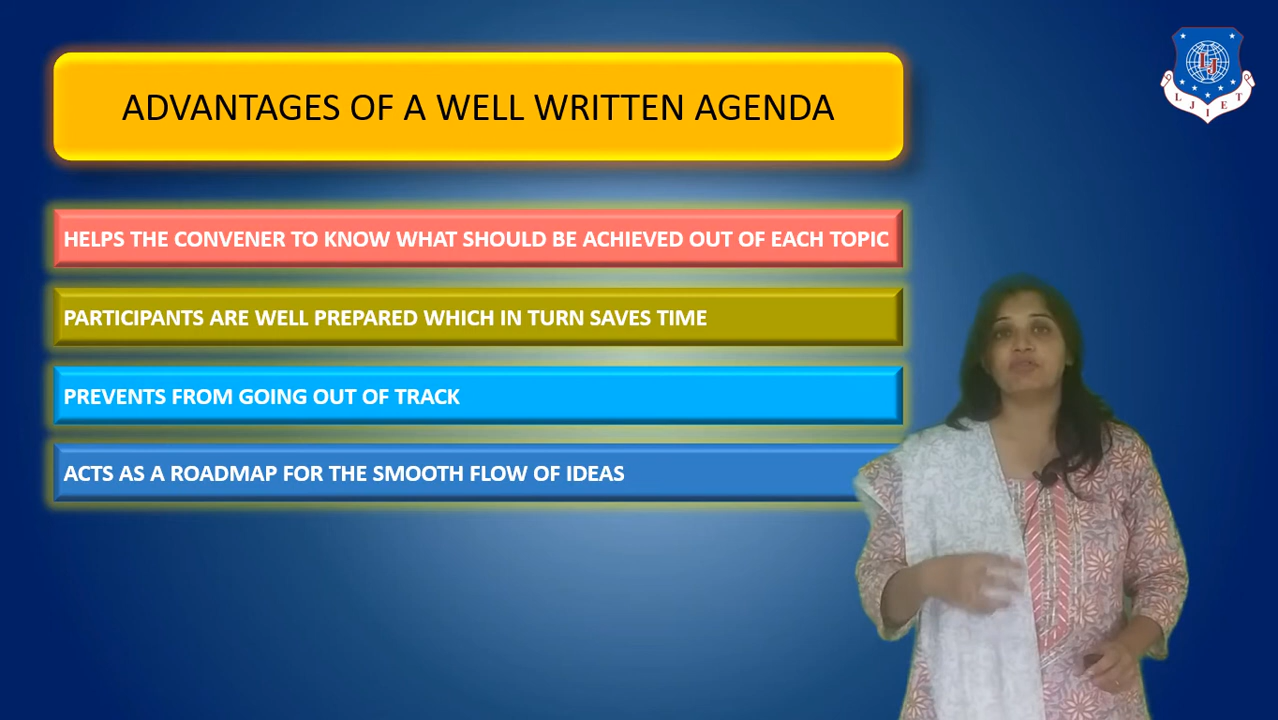 ADVANTAGES OF A WELL WRITTEN AGENDA
HELPS THE CONVENER TO KNOW WHAT SHOULD BE ACHIEVED OUT OF EACH TOPIC
PARTICIPANTS ARE WELL PREPARED WHICH IN TURN SAVES TIME
PREVENTS FROM GOING OUT OF TRACK
ACTS AS A ROADMAP FOR THE SMOOTH FLOW OF IDEAS
LJ
LJIET